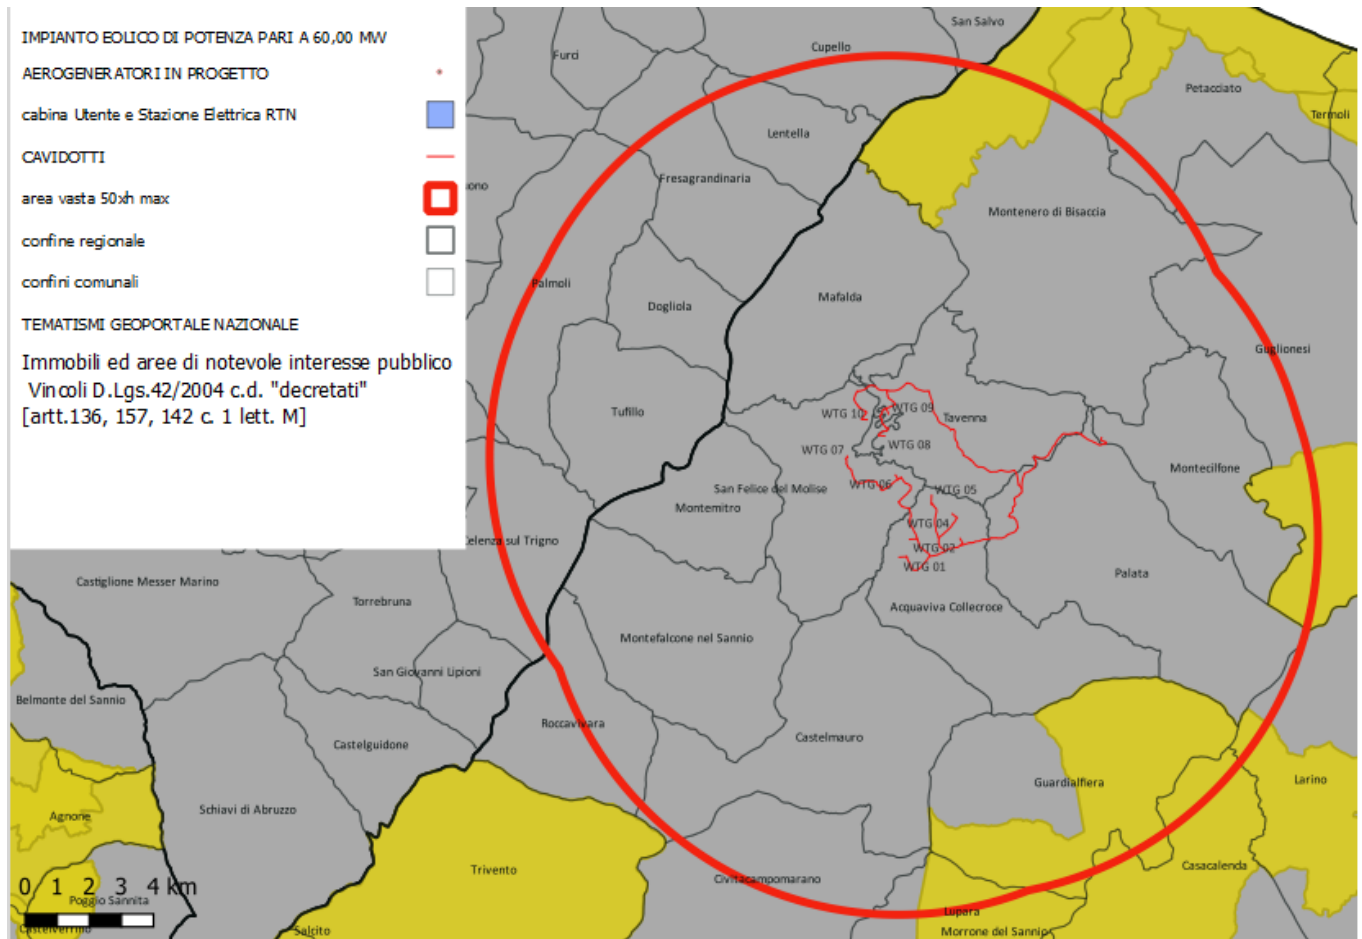 IMPIANTO EOLICO DI POTENZA PARI A 60,00 MW
AEROGENERATORI IN PROGETTO
cabina Utente e Stazione Elettrica RTN
CAVIDOTTI
area vasta 50xh max
confine regionale
confini comunali
TEMATISMI GEOPORTALE NAZIONALE
Immobili ed aree di notevole interesse pubblico
Vincoli D.Lgs.42/2004 c.d. "decretati"
[artt.136, 157, 142 c. 1 lett. M]
San Salvo
Cupello
Furci
Petacciato
Termoli
Lentella
Fresagrandinaria
ono
Montenero di Bisaccia
Palmoli
Mafalda
Dogliola
Guglionesi
Tufillo
WTG 10
WTG 09
Tavenna
WTG 08
WTG 07
Montecilfone
WTG 06
San Felice del Molise
WTG 05
Montemitro
WTG 04
Celenza sul Trigno
WTG 02
WTG 01
Palata
Castiglione Messer Marino
Torrebruna
Acquaviva Collecroce
Montefalcone nel Sannio
San Giovanni Lipioni
Belmonte del Sannio
Roccavivara
Castelguidone
Castelmauro
Guardialfiera
Larino
Schiavi di Abruzzo
Agnone
Casacalenda
Trivento
Civitacampomarano
0 1 2 3 4 km
Poggio Sannita
Lupara
Castelverrino
Salcito
Morrone del Sannio